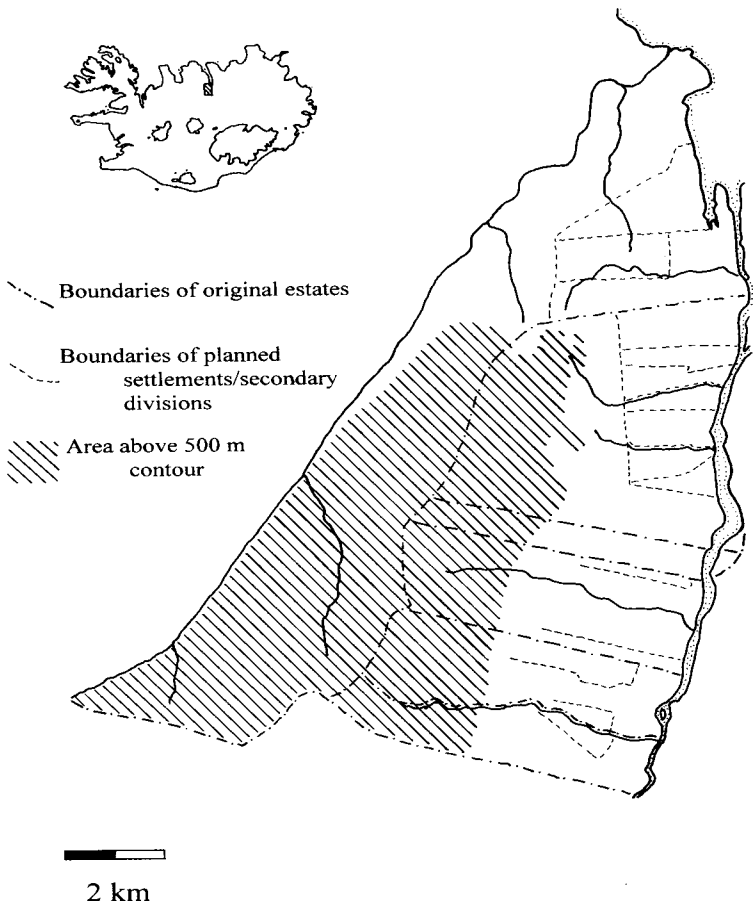 Boundaries of original estates
Boundaries of planned
settlements/secondary
divisions
Area above 500 m
contour
2 km